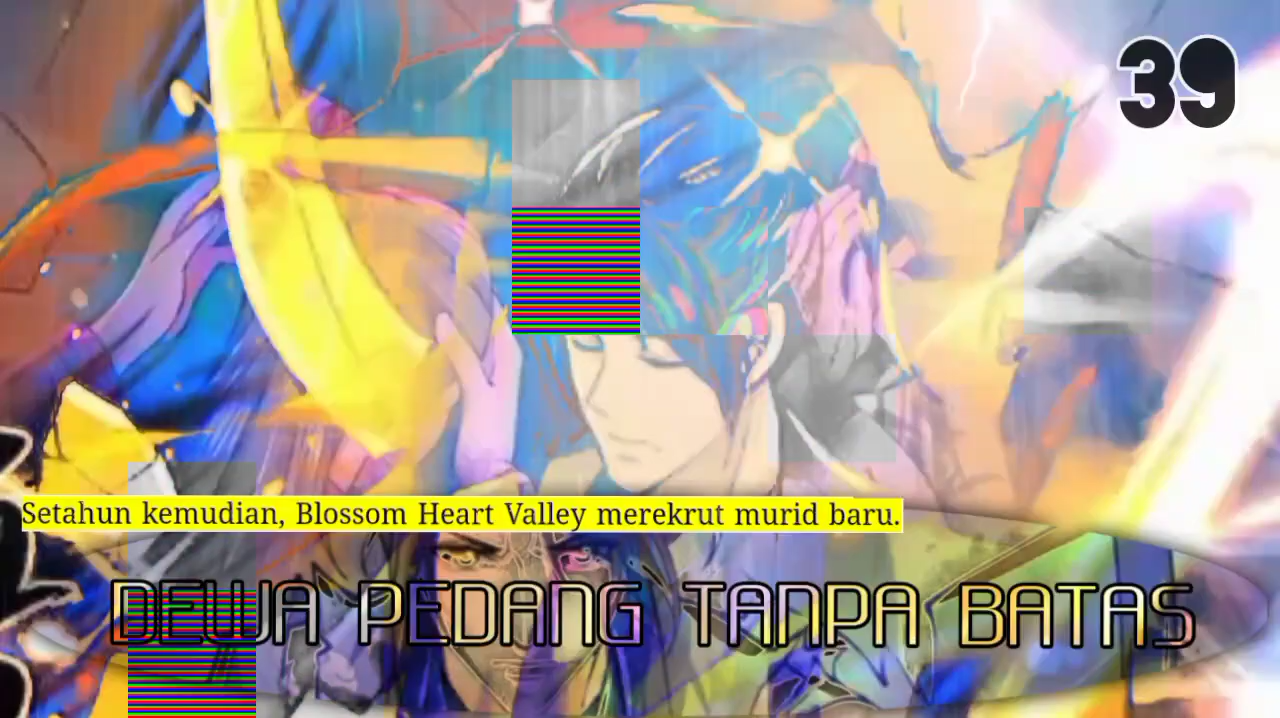 39
Setahun kemudian, Blossom Heart Valley merekrut murid baru.
DEWA PEDANG TANPA BATAS